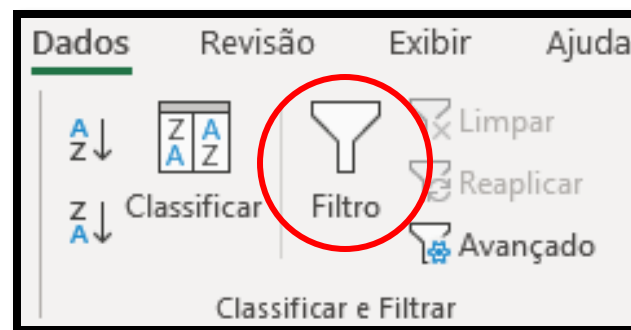 Dados Revisão Exibir Ajuda
A
Z
Z A
A Z
Limpar
Reaplicar
Classificar Filtro
Z
A
Avançado
Classificar e Filtrar